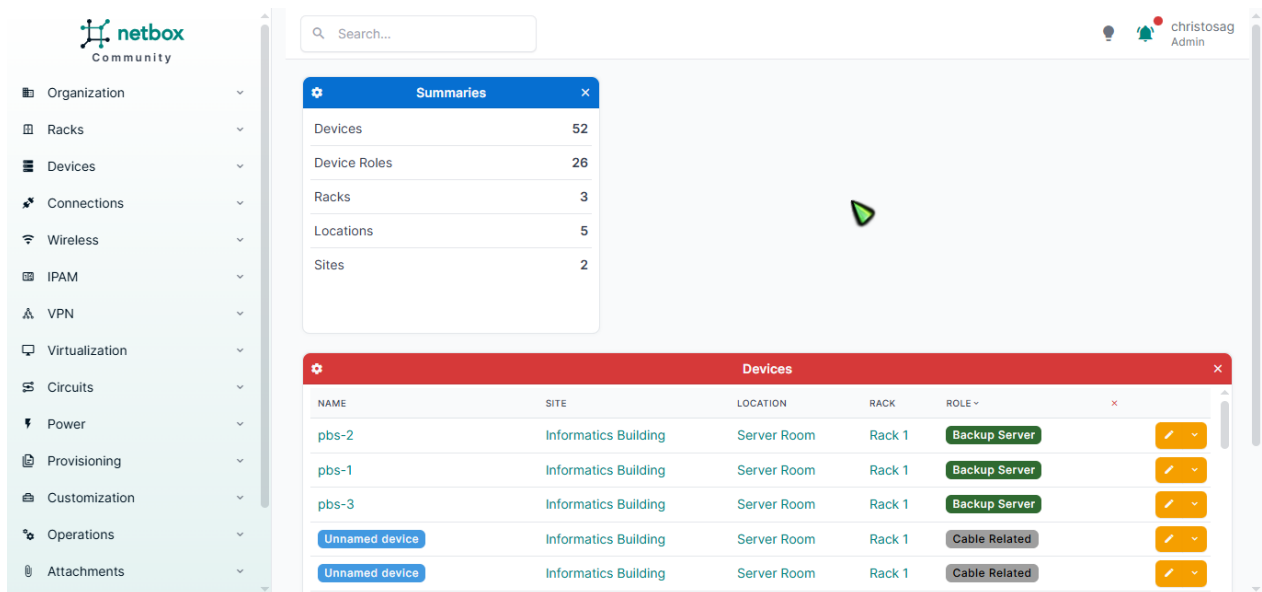 netbox
Community
Organization
Racks
Devices
Connections
Wireless
IPAM
VPN
Virtualization
Circuits
Power
Provisioning
Customization
Operations
Attachments
Search...
christosag
Admin
Summaries
Devices 52
Device Roles 26
Racks 3
Locations 5
Sites 2
Devices
NAME SITE LOCATION RACK ROLE
pbs-2 Informatics Building Server Room Rack 1 Backup Server
pbs-1 Informatics Building Server Room Rack 1 Backup Server
pbs-3 Informatics Building Server Room Rack 1 Backup Server
Unnamed device Informatics Building Server Room Rack 1 Cable Related
Unnamed device Informatics Building Server Room Rack 1 Cable Related